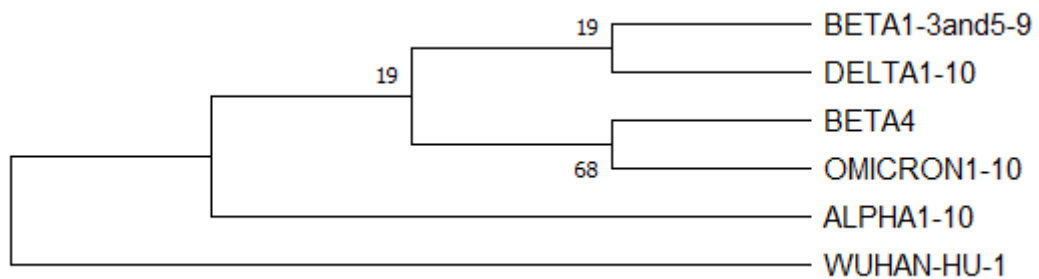 19 BETA1-3and5-9
19 DELTA1-10
BETA4
68 OMICRON1-10
ALPHA1-10
WUHAN-HU-1